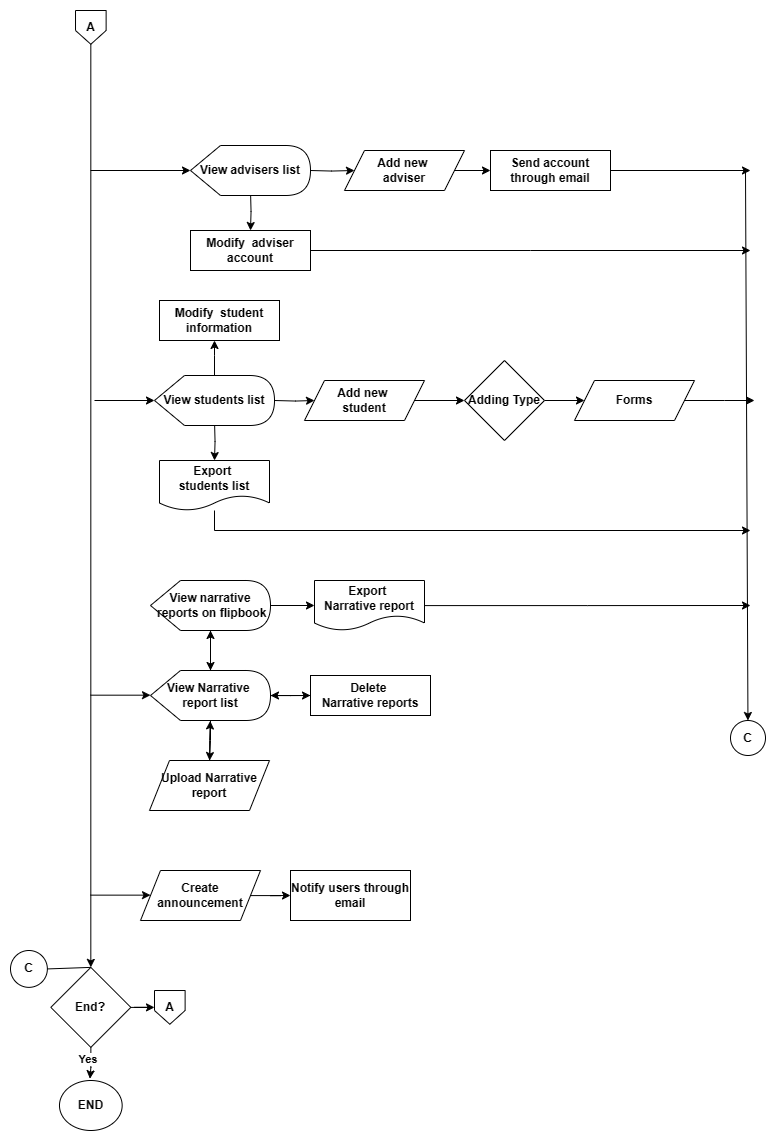 A
View advisers list
Add new
adviser
Send account
through email
Modify  adviser
account
Modify  student
information
View students list
Add new
student
Adding Type
Forms
Export
students list
View narrative
reports on flipbook
Export
Narrative report
View Narrative
report list
Delete
Narrative reports
C
Upload Narrative
report
Create
announcement
Notify users through
email
C
End?
A
Yes
END